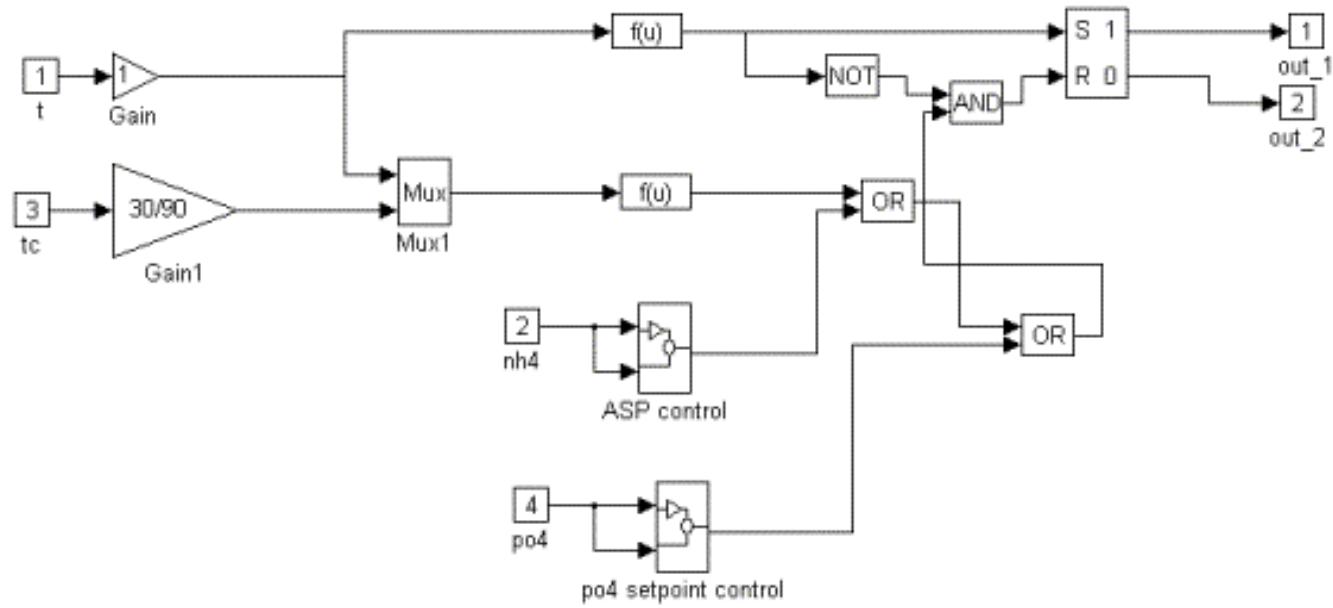 f(u)
S 1
1
out_1
1
t
1
Gain
NOT
AND
R 0
2
out_2
3
tc
30/90
Gain1
Mux
Mux1
f(u)
OR
2
nh4
ASP control
OR
4
po4
po4 setpoint control